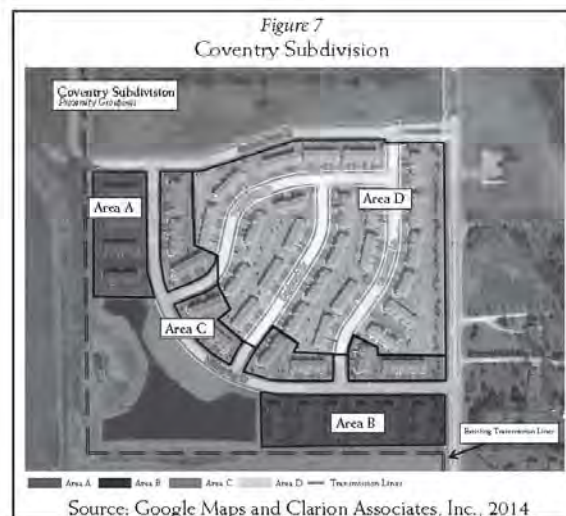 Figure 7
Coventry Subdivision
Coventry Subdivision
Proximity Groupings
Area A
Area D
Area C
Area B
Existing Transmission Lines
Area A Area B Area C Area D Transmission Lines
Source: Google Maps and Clarion Associates, Inc., 2014